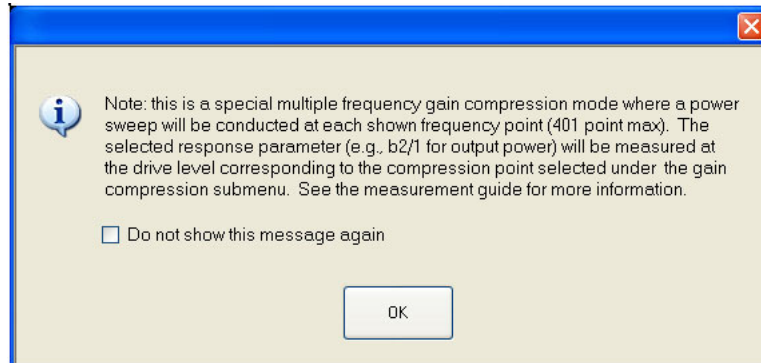 Note: this is a special multiple frequency gain compression mode where a power
sweep will be conducted at each shown frequency point (401 point max). The
selected response parameter (e.g., b2/1 for output power) will be measured at
the drive level corresponding to the compression point selected under the gain
compression submenu. See the measurement guide for more information.
Do not show this message again
OK